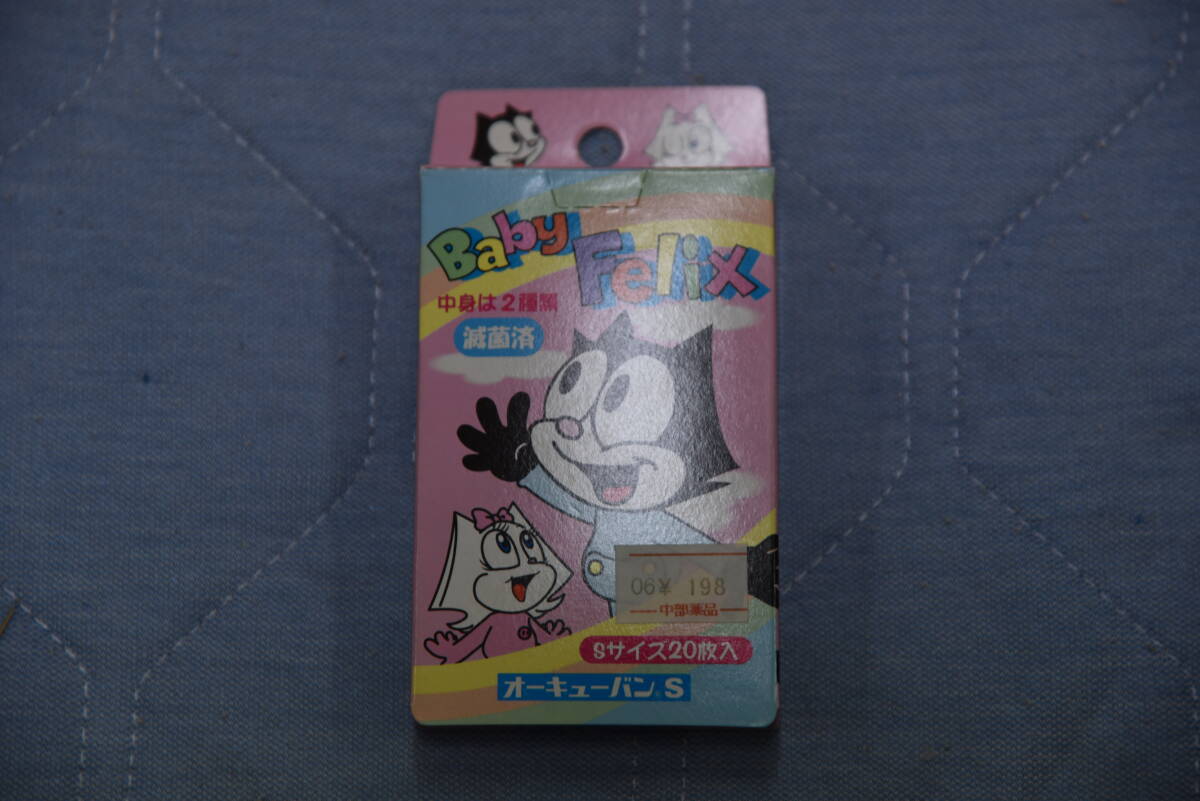 Baby Felix
中身は2種類
滅菌済
06¥ 198
中部薬品
Sサイズ20枚入
オーキューバン®S